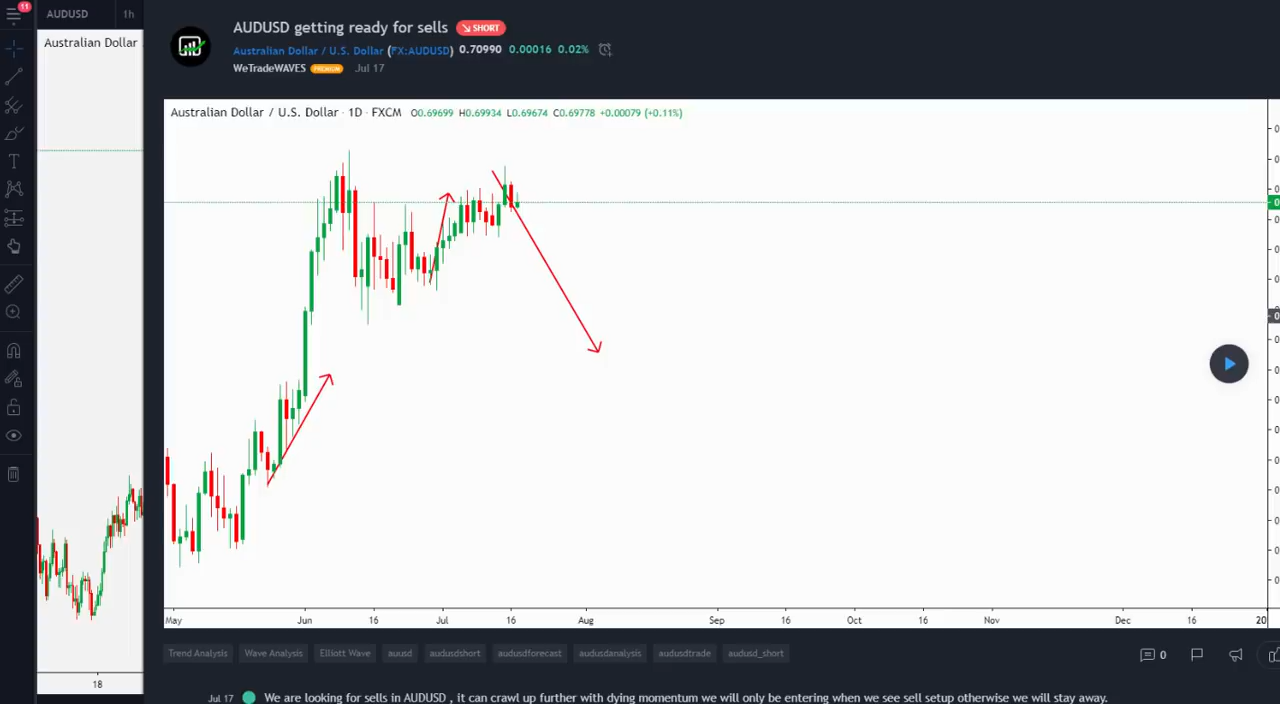 11
AUDUSD
1h
Australian Dollar
AUDUSD getting ready for sells
SHORT
Australian Dollar / U.S. Dollar (FX:AUDUSD) 0.70990 0.00016 0.02%
WeTradeWAVES PREMIUM Jul 17
Australian Dollar / U.S. Dollar · 1D · FXCM O0.69699 H0.69934 L0.69674 C0.69778 +0.00079 (+0.11%)
May Jun 16 Jul 16 Aug Sep 16 Oct 16 Nov Dec 16 20
18
Trend Analysis Wave Analysis Elliott Wave auusd audusdshort audusdforecast audusdanalysis audusdtrade audusd_short
0
Jul 17 We are looking for sells in AUDUSD , it can crawl up further with dying momentum we will only be entering when we see sell setup otherwise we will stay away.